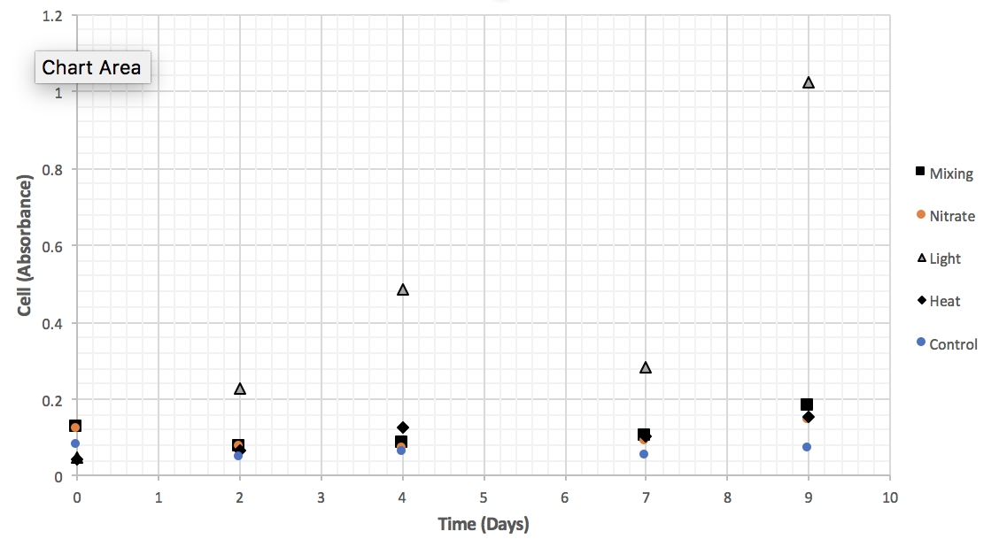 1.2
Chart Area
1
0.8
0.6
0.4
0.2
0
Cell (Absorbance)
0 1 2 3 4 5 6 7 8 9 10
Time (Days)
Mixing
Nitrate
Light
Heat
Control